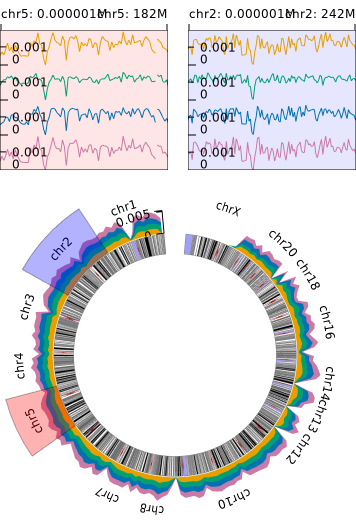 chr5: 0.000001M chr5: 182M
chr2: 0.000001M chr2: 242M
0.001
0
0.001
0
0.001
0
0.001
0
0.001
0
0.001
0
0.001
0
0.001
0
chr1
0.005
0
chrX
chr2
chr20
chr18
chr3
chr16
chr4
chr14
chr5
chr13
chr12
chr7
chr8
chr10